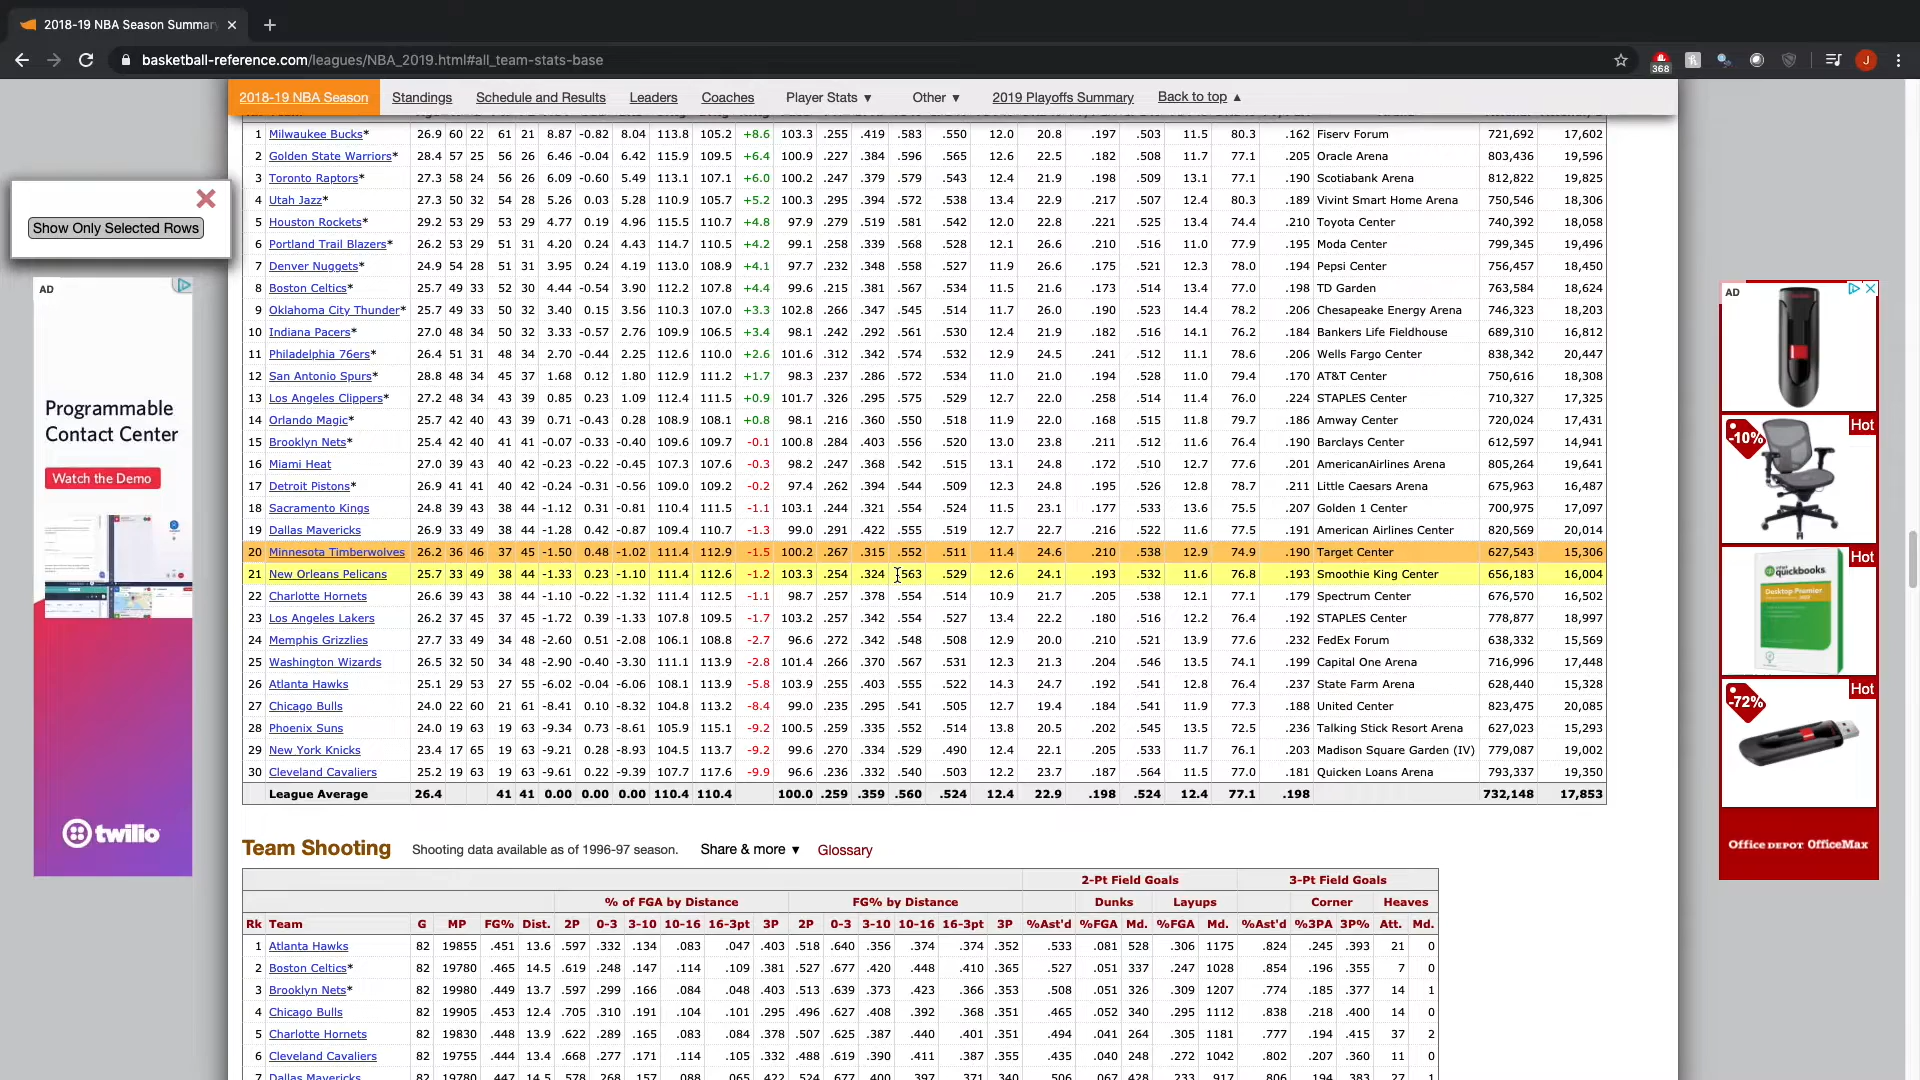 2018-19 NBA Season Summar
basketball-reference.com/leagues/NBA_2019.html#all_team-stats-base
368
J
2018-19 NBA Season Standings Schedule and Results Leaders Coaches Player Stats ▼ Other ▼ 2019 Playoffs Summary Back to top ▲
1 Milwaukee Bucks* 26.9 60 22 61 21 8.87 -0.82 8.04 113.8 105.2 +8.6 103.3 .255 .419 .583 .550 12.0 20.8 .197 .503 11.5 80.3 .162 Fiserv Forum 721,692 17,602
2 Golden State Warriors* 28.4 57 25 56 26 6.46 -0.04 6.42 115.9 109.5 +6.4 100.9 .227 .384 .596 .565 12.6 22.5 .182 .508 11.7 77.1 .205 Oracle Arena 803,436 19,596
3 Toronto Raptors* 27.3 58 24 56 26 6.09 -0.60 5.49 113.1 107.1 +6.0 100.2 .247 .379 .579 .543 12.4 21.9 .198 .509 13.1 77.1 .190 Scotiabank Arena 812,822 19,825
4 Utah Jazz* 27.3 50 32 54 28 5.26 0.03 5.28 110.9 105.7 +5.2 100.3 .295 .394 .572 .538 13.4 22.9 .217 .507 12.4 80.3 .189 Vivint Smart Home Arena 750,546 18,306
5 Houston Rockets* 29.2 53 29 53 29 4.77 0.19 4.96 115.5 110.7 +4.8 97.9 .279 .519 .581 .542 12.0 22.8 .221 .525 13.4 74.4 .210 Toyota Center 740,392 18,058
6 Portland Trail Blazers* 26.2 53 29 51 31 4.20 0.24 4.43 114.7 110.5 +4.2 99.1 .258 .339 .568 .528 12.1 26.6 .210 .516 11.0 77.9 .195 Moda Center 799,345 19,496
7 Denver Nuggets* 24.9 54 28 51 31 3.95 0.24 4.19 113.0 108.9 +4.1 97.7 .232 .348 .558 .527 11.9 26.6 .175 .521 12.3 78.0 .194 Pepsi Center 756,457 18,450
8 Boston Celtics* 25.7 49 33 52 30 4.44 -0.54 3.90 112.2 107.8 +4.4 99.6 .215 .381 .567 .534 11.5 21.6 .173 .514 13.4 77.0 .198 TD Garden 763,584 18,624
9 Oklahoma City Thunder* 25.7 49 33 50 32 3.40 0.15 3.56 110.3 107.0 +3.3 102.8 .266 .347 .545 .514 11.7 26.0 .190 .523 14.4 78.2 .206 Chesapeake Energy Arena 746,323 18,203
10 Indiana Pacers* 27.0 48 34 50 32 3.33 -0.57 2.76 109.9 106.5 +3.4 98.1 .242 .292 .561 .530 12.4 21.9 .182 .516 14.1 76.2 .184 Bankers Life Fieldhouse 689,310 16,812
11 Philadelphia 76ers* 26.4 51 31 48 34 2.70 -0.44 2.25 112.6 110.0 +2.6 101.6 .312 .342 .574 .532 12.9 24.5 .241 .512 11.1 78.6 .206 Wells Fargo Center 838,342 20,447
12 San Antonio Spurs* 28.8 48 34 45 37 1.68 0.12 1.80 112.9 111.2 +1.7 98.3 .237 .286 .572 .534 11.0 21.0 .194 .528 11.0 79.4 .170 AT&T Center 750,616 18,308
13 Los Angeles Clippers* 27.2 48 34 43 39 0.85 0.23 1.09 112.4 111.5 +0.9 101.7 .326 .295 .575 .529 12.7 22.0 .258 .514 11.4 76.0 .224 STAPLES Center 710,327 17,325
14 Orlando Magic* 25.7 42 40 43 39 0.71 -0.43 0.28 108.9 108.1 +0.8 98.1 .216 .360 .550 .518 11.9 22.0 .168 .515 11.8 79.7 .186 Amway Center 720,024 17,431
15 Brooklyn Nets* 25.4 42 40 41 41 -0.07 -0.33 -0.40 109.6 109.7 -0.1 100.8 .284 .403 .556 .520 13.0 23.8 .211 .512 11.6 76.4 .190 Barclays Center 612,597 14,941
16 Miami Heat 27.0 39 43 40 42 -0.23 -0.22 -0.45 107.3 107.6 -0.3 98.2 .247 .368 .542 .515 13.1 24.8 .172 .510 12.7 77.6 .201 AmericanAirlines Arena 805,264 19,641
17 Detroit Pistons* 26.9 41 41 40 42 -0.24 -0.31 -0.56 109.0 109.2 -0.2 97.4 .262 .394 .544 .509 12.3 24.8 .195 .526 12.8 78.7 .211 Little Caesars Arena 675,963 16,487
18 Sacramento Kings 24.8 39 43 38 44 -1.12 0.31 -0.81 110.4 111.5 -1.1 103.1 .244 .321 .554 .524 11.5 23.1 .177 .533 13.6 75.5 .207 Golden 1 Center 700,975 17,097
19 Dallas Mavericks 26.9 33 49 38 44 -1.28 0.42 -0.87 109.4 110.7 -1.3 99.0 .291 .422 .555 .519 12.7 22.7 .216 .522 11.6 77.5 .191 American Airlines Center 820,569 20,014
20 Minnesota Timberwolves 26.2 36 46 37 45 -1.50 0.48 -1.02 111.4 112.9 -1.5 100.2 .267 .315 .552 .511 11.4 24.6 .210 .538 12.9 74.9 .190 Target Center 627,543 15,306
21 New Orleans Pelicans 25.7 33 49 38 44 -1.33 0.23 -1.10 111.4 112.6 -1.2 103.3 .254 .324 .563 .529 12.6 24.1 .193 .532 11.6 76.8 .193 Smoothie King Center 656,183 16,004
22 Charlotte Hornets 26.6 39 43 38 44 -1.10 -0.22 -1.32 111.4 112.5 -1.1 98.7 .257 .378 .554 .514 10.9 21.7 .205 .538 12.1 77.1 .179 Spectrum Center 676,570 16,502
23 Los Angeles Lakers 26.2 37 45 37 45 -1.72 0.39 -1.33 107.8 109.5 -1.7 103.2 .257 .342 .554 .527 13.4 22.2 .180 .516 12.2 76.4 .192 STAPLES Center 778,877 18,997
24 Memphis Grizzlies 27.7 33 49 34 48 -2.60 0.51 -2.08 106.1 108.8 -2.7 96.6 .272 .342 .548 .508 12.9 20.0 .210 .521 13.9 77.6 .232 FedEx Forum 638,332 15,569
25 Washington Wizards 26.5 32 50 34 48 -2.90 -0.40 -3.30 111.1 113.9 -2.8 101.4 .266 .370 .567 .531 12.3 21.3 .204 .546 13.5 74.1 .199 Capital One Arena 716,996 17,448
26 Atlanta Hawks 25.1 29 53 27 55 -6.02 -0.04 -6.06 108.1 113.9 -5.8 103.9 .255 .403 .555 .522 14.3 24.7 .192 .541 12.8 76.4 .237 State Farm Arena 628,440 15,328
27 Chicago Bulls 24.0 22 60 21 61 -8.41 0.10 -8.32 104.8 113.2 -8.4 99.0 .235 .295 .541 .505 12.7 19.4 .184 .541 11.9 77.3 .188 United Center 823,475 20,085
28 Phoenix Suns 24.0 19 63 19 63 -9.34 0.73 -8.61 105.9 115.1 -9.2 100.5 .259 .335 .552 .514 13.8 20.5 .202 .545 13.5 72.5 .236 Talking Stick Resort Arena 627,023 15,293
29 New York Knicks 23.4 17 65 19 63 -9.21 0.28 -8.93 104.5 113.7 -9.2 99.6 .270 .334 .529 .490 12.4 22.1 .205 .533 11.7 76.1 .203 Madison Square Garden (IV) 779,087 19,002
30 Cleveland Cavaliers 25.2 19 63 19 63 -9.61 0.22 -9.39 107.7 117.6 -9.9 96.6 .236 .332 .540 .503 12.2 23.7 .187 .564 11.5 77.0 .181 Quicken Loans Arena 793,337 19,350
League Average 26.4 41 41 0.00 0.00 0.00 110.4 110.4 100.0 .259 .359 .560 .524 12.4 22.9 .198 .524 12.4 77.1 .198 732,148 17,853
Team Shooting Shooting data available as of 1996-97 season. Share & more ▼ Glossary
2-Pt Field Goals 3-Pt Field Goals
% of FGA by Distance FG% by Distance Dunks Layups Corner Heaves
Rk Team G MP FG% Dist. 2P 0-3 3-10 10-16 16-3pt 3P 2P 0-3 3-10 10-16 16-3pt 3P %Ast'd %FGA Md. %FGA Md. %Ast'd %3PA 3P% Att. Md.
1 Atlanta Hawks 82 19855 .451 13.6 .597 .332 .134 .083 .047 .403 .518 .640 .356 .374 .374 .352 .533 .081 528 .306 1175 .824 .245 .393 21 0
2 Boston Celtics* 82 19780 .465 14.5 .619 .248 .147 .114 .109 .381 .527 .677 .420 .448 .410 .365 .527 .051 337 .247 1028 .854 .196 .355 7 0
3 Brooklyn Nets* 82 19980 .449 13.7 .597 .299 .166 .084 .048 .403 .513 .639 .373 .423 .366 .353 .508 .051 326 .309 1207 .774 .185 .377 14 1
4 Chicago Bulls 82 19905 .453 12.4 .705 .310 .191 .104 .101 .295 .496 .627 .408 .392 .368 .351 .465 .052 340 .295 1112 .838 .218 .400 14 0
5 Charlotte Hornets 82 19830 .448 13.9 .622 .289 .165 .083 .084 .378 .507 .625 .387 .440 .401 .351 .494 .041 264 .305 1181 .777 .194 .415 37 2
6 Cleveland Cavaliers 82 19755 .444 13.4 .668 .277 .171 .114 .105 .332 .488 .619 .390 .411 .387 .355 .435 .040 248 .272 1042 .802 .207 .360 11 0
7 Dallas Mavericks 82 19780 .447 14.5 .578 .268 .157 .088 .065 .422 .524 .677 .400 .397 .371 .340 .506 .067 428 .233 917 .806 .194 .383 27 1
Show Only Selected Rows
AD
Programmable
Contact Center
Watch the Demo
twilio
AD
Hot
-10%
Hot
quickbooks.
Desktop Premier
Hot
-72%
Office DEPOT OfficeMax